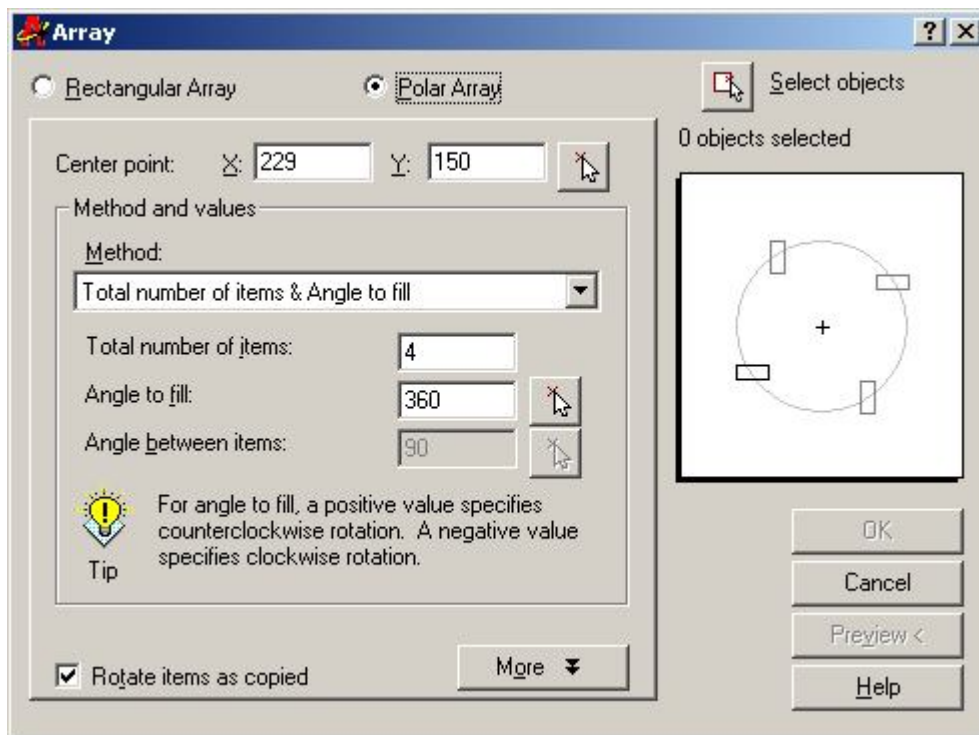 Array
Rectangular Array
Polar Array
Select objects
0 objects selected
Center point: X: 229 Y: 150
Method and values
Method:
Total number of items & Angle to fill
Total number of items: 4
Angle to fill: 360
Angle between items: 90
For angle to fill, a positive value specifies
counterclockwise rotation. A negative value
specifies clockwise rotation.
Tip
Rotate items as copied
More
OK
Cancel
Preview <
Help